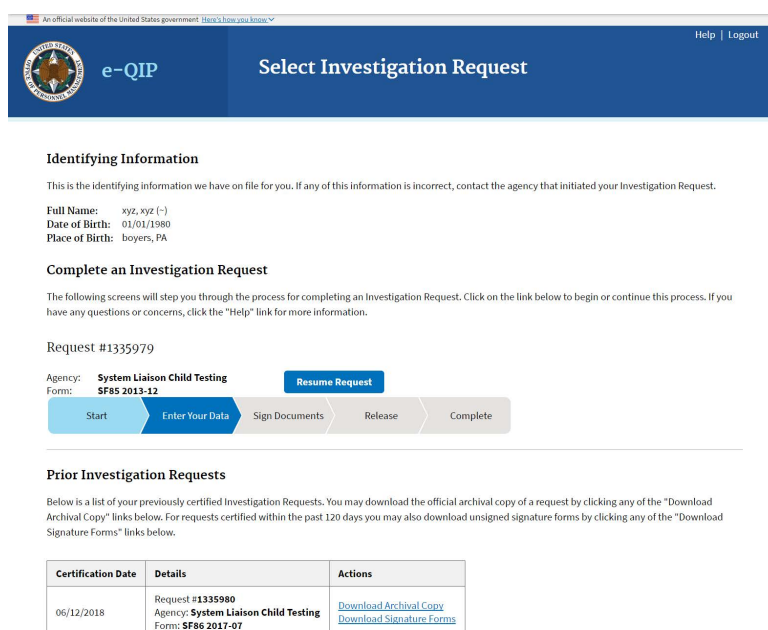 An official website of the United States government Here's how you know
Help | Logout
UNITED STATES
OFFICE OF PERSONNEL MANAGEMENT
e-QIP
Select Investigation Request
Identifying Information
This is the identifying information we have on file for you. If any of this information is incorrect, contact the agency that initiated your Investigation Request.
Full Name: xyz, xyz (~)
Date of Birth: 01/01/1980
Place of Birth: boyers, PA
Complete an Investigation Request
The following screens will step you through the process for completing an Investigation Request. Click on the link below to begin or continue this process. If you
have any questions or concerns, click the "Help" link for more information.
Request #1335979
Agency: System Liaison Child Testing
Form: SF85 2013-12
Resume Request
Start Enter Your Data Sign Documents Release Complete
Prior Investigation Requests
Below is a list of your previously certified Investigation Requests. You may download the official archival copy of a request by clicking any of the "Download
Archival Copy" links below. For requests certified within the past 120 days you may also download unsigned signature forms by clicking any of the "Download
Signature Forms" links below.
Certification Date Details Actions
06/12/2018
Request #1335980
Agency: System Liaison Child Testing
Form: SF86 2017-07
Download Archival Copy
Download Signature Forms